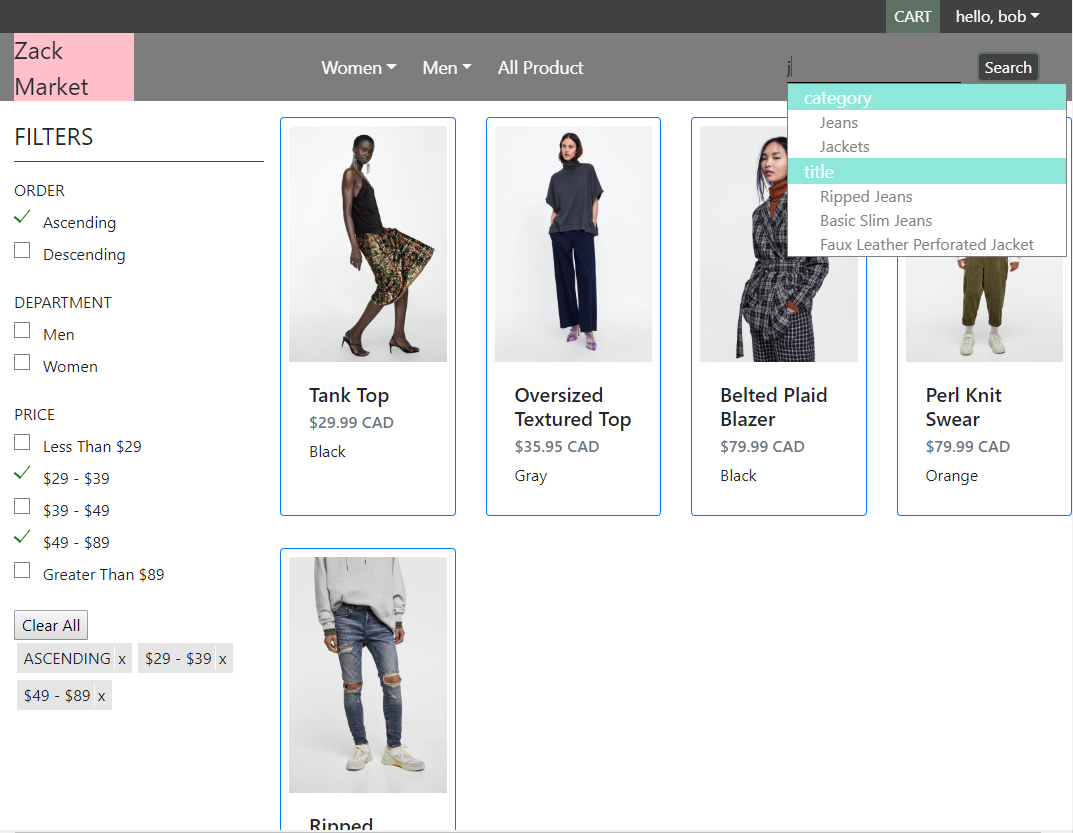 CART
hello, bob
Zack
Market
Women
Men
All Product
j
Search
category
Jeans
Jackets
title
Ripped Jeans
Basic Slim Jeans
Faux Leather Perforated Jacket
FILTERS
ORDER
Ascending
Descending
DEPARTMENT
Men
Women
PRICE
Less Than $29
$29 - $39
$39 - $49
$49 - $89
Greater Than $89
Clear All
ASCENDING x
$29 - $39 x
$49 - $89 x
Tank Top
$29.99 CAD
Black
Oversized
Textured Top
$35.95 CAD
Gray
Belted Plaid
Blazer
$79.99 CAD
Black
Perl Knit
Swear
$79.99 CAD
Orange
Ripped